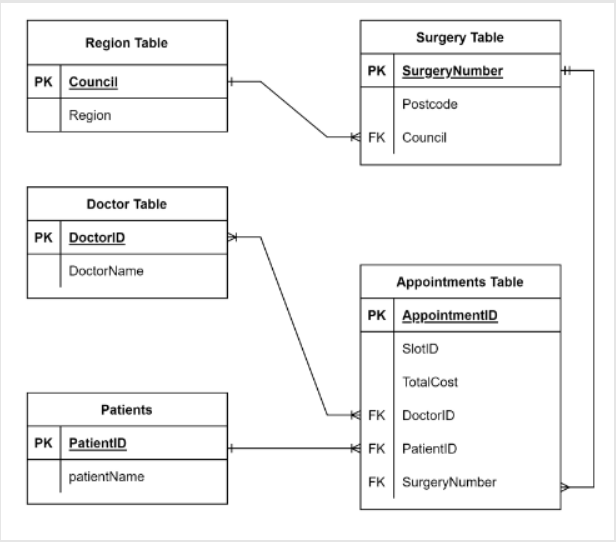 Region Table
PK Council
Region
Surgery Table
PK SurgeryNumber
Postcode
FK Council
Doctor Table
PK DoctorID
DoctorName
Appointments Table
PK AppointmentID
SlotID
TotalCost
FK DoctorID
FK PatientID
FK SurgeryNumber
Patients
PK PatientID
patientName